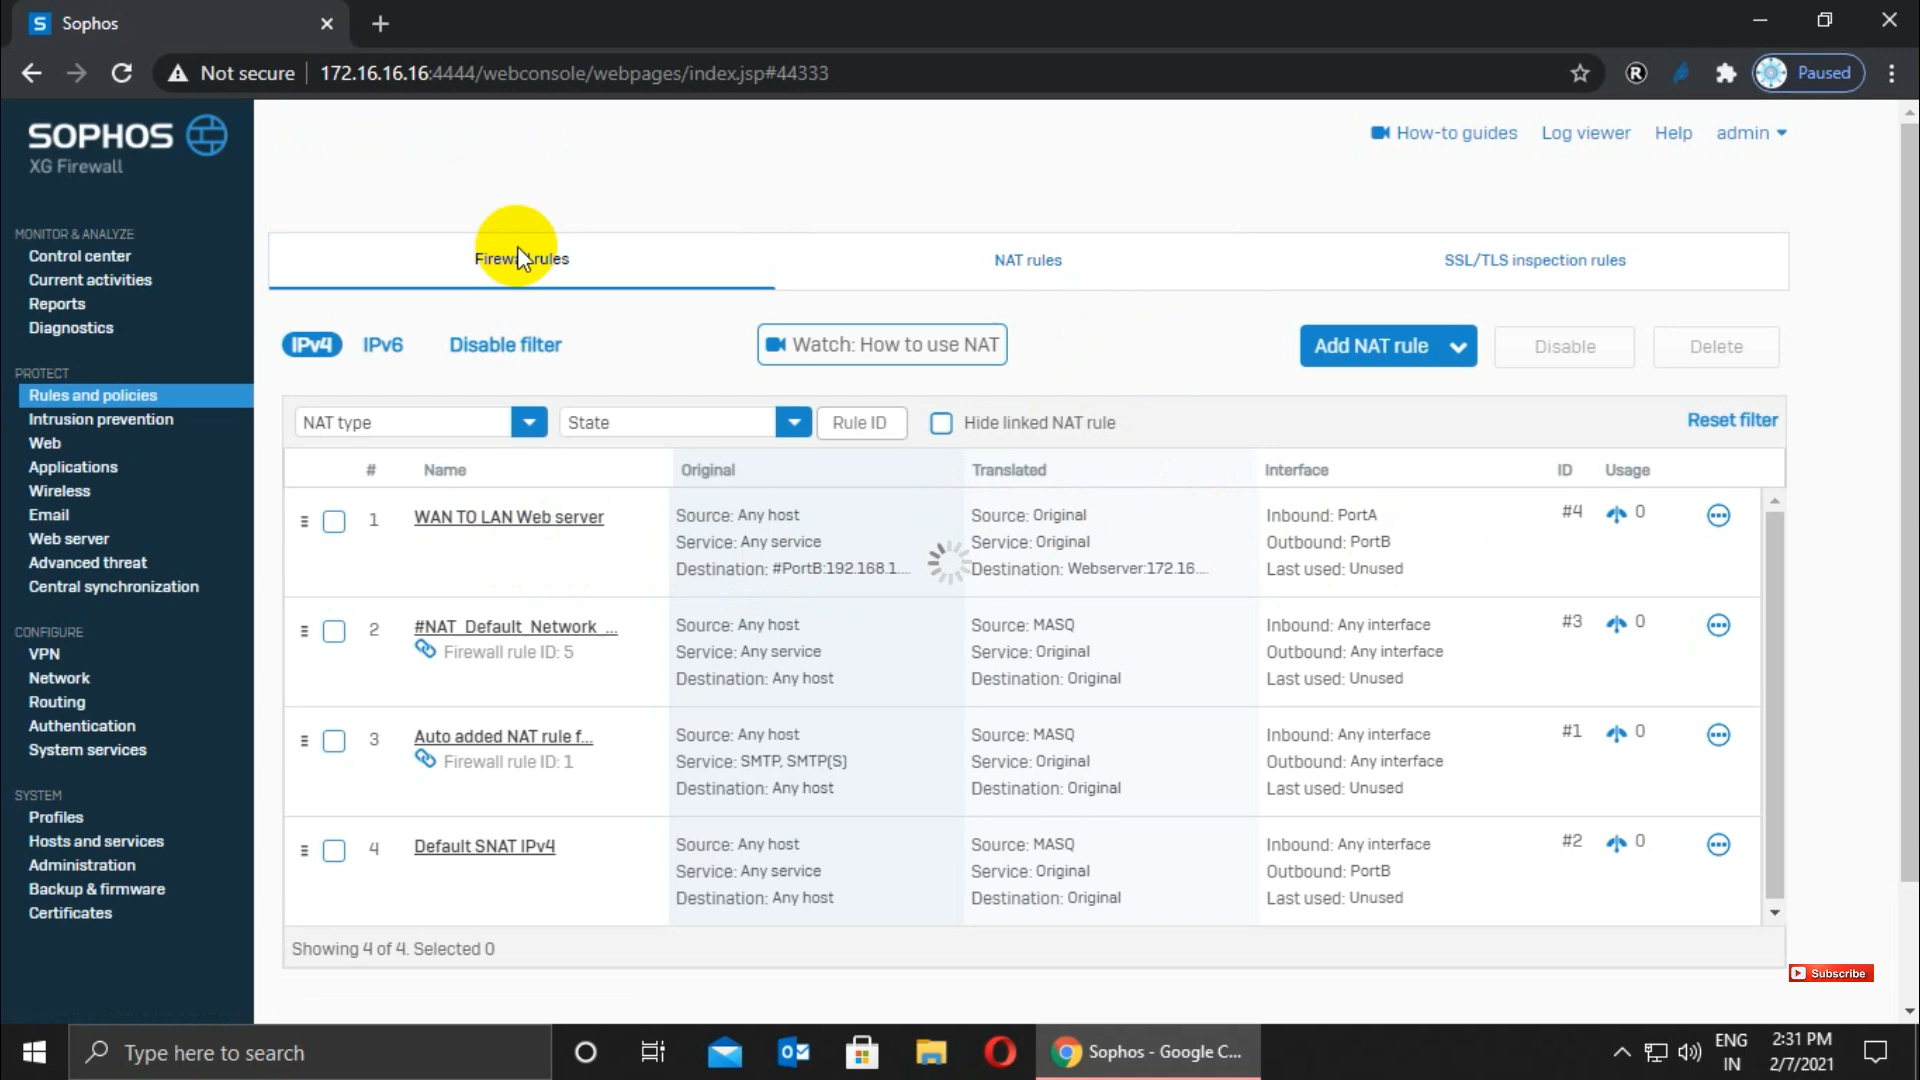 Sophos
Not secure
172.16.16.16:4444/webconsole/webpages/index.jsp#44333
Paused
SOPHOS
XG Firewall
How-to guides
Log viewer
Help
admin
MONITOR & ANALYZE
Control center
Current activities
Reports
Diagnostics
PROTECT
Rules and policies
Intrusion prevention
Web
Applications
Wireless
Email
Web server
Advanced threat
Central synchronization
CONFIGURE
VPN
Network
Routing
Authentication
System services
SYSTEM
Profiles
Hosts and services
Administration
Backup & firmware
Certificates
Firewall rules
NAT rules
SSL/TLS inspection rules
IPv4
IPv6
Disable filter
Watch: How to use NAT
Add NAT rule
Disable
Delete
NAT type
State
Rule ID
Hide linked NAT rule
Reset filter
# Name Original Translated Interface ID Usage
1
WAN TO LAN Web server
Source: Any host
Service: Any service
Destination: #PortB:192.168.1....
Source: Original
Service: Original
Destination: Webserver:172.16....
Inbound: PortA
Outbound: PortB
Last used: Unused
#4
0
2
#NAT_Default_Network_...
Firewall rule ID: 5
Source: Any host
Service: Any service
Destination: Any host
Source: MASQ
Service: Original
Destination: Original
Inbound: Any interface
Outbound: Any interface
Last used: Unused
#3
0
3
Auto added NAT rule f...
Firewall rule ID: 1
Source: Any host
Service: SMTP, SMTP(S)
Destination: Any host
Source: MASQ
Service: Original
Destination: Original
Inbound: Any interface
Outbound: Any interface
Last used: Unused
#1
0
4
Default SNAT IPv4
Source: Any host
Service: Any service
Destination: Any host
Source: MASQ
Service: Original
Destination: Original
Inbound: Any interface
Outbound: PortB
Last used: Unused
#2
0
Showing 4 of 4. Selected 0
Subscribe
Type here to search
Sophos - Google C...
ENG
IN
2:31 PM
2/7/2021